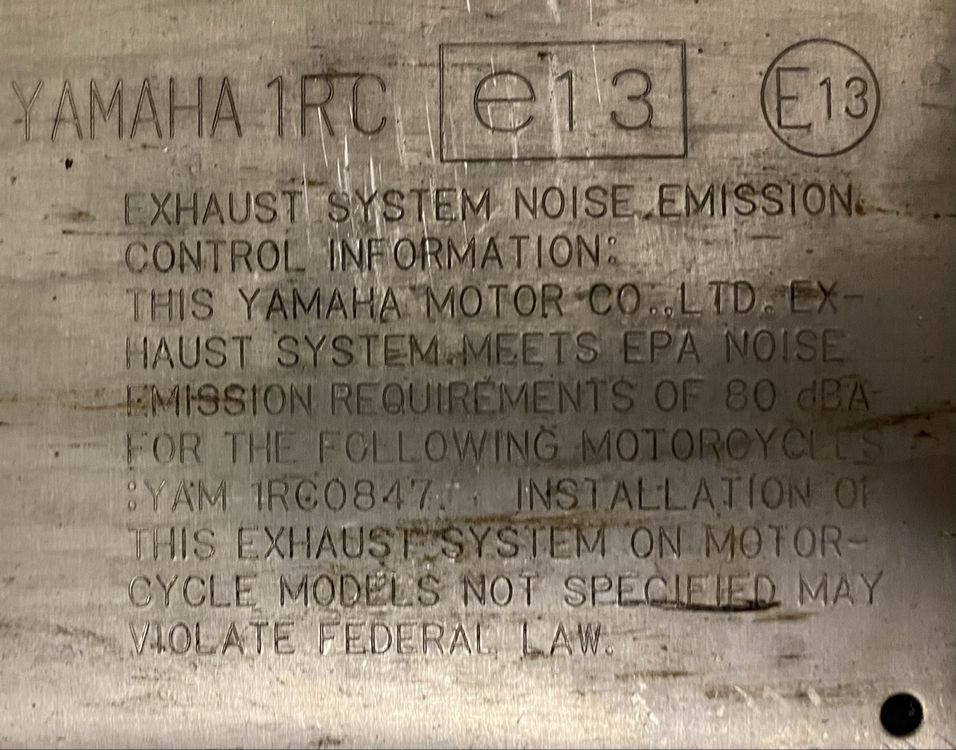 YAMAHA 1RC e13 E13
EXHAUST SYSTEM NOISE EMISSION
CONTROL INFORMATION:
THIS YAMAHA MOTOR CO.,LTD. EX-
HAUST SYSTEM MEETS EPA NOISE
EMISSION REQUIREMENTS OF 80 dBA
FOR THE FOLLOWING MOTORCYCLES
:YAM 1RC0847. INSTALLATION OF
THIS EXHAUST SYSTEM ON MOTOR-
CYCLE MODELS NOT SPECIFIED MAY
VIOLATE FEDERAL LAW.